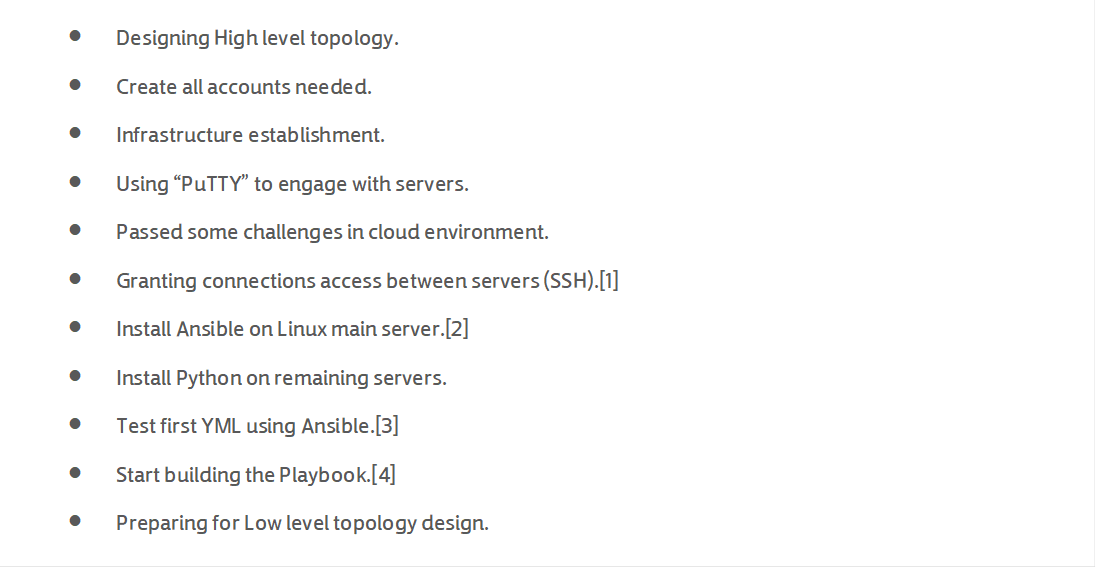 ● Designing High level topology.
● Create all accounts needed.
● Infrastructure establishment.
● Using “PuTTY” to engage with servers.
● Passed some challenges in cloud environment.
● Granting connections access between servers (SSH).[1]
● Install Ansible on Linux main server.[2]
● Install Python on remaining servers.
● Test first YML using Ansible.[3]
● Start building the Playbook.[4]
● Preparing for Low level topology design.